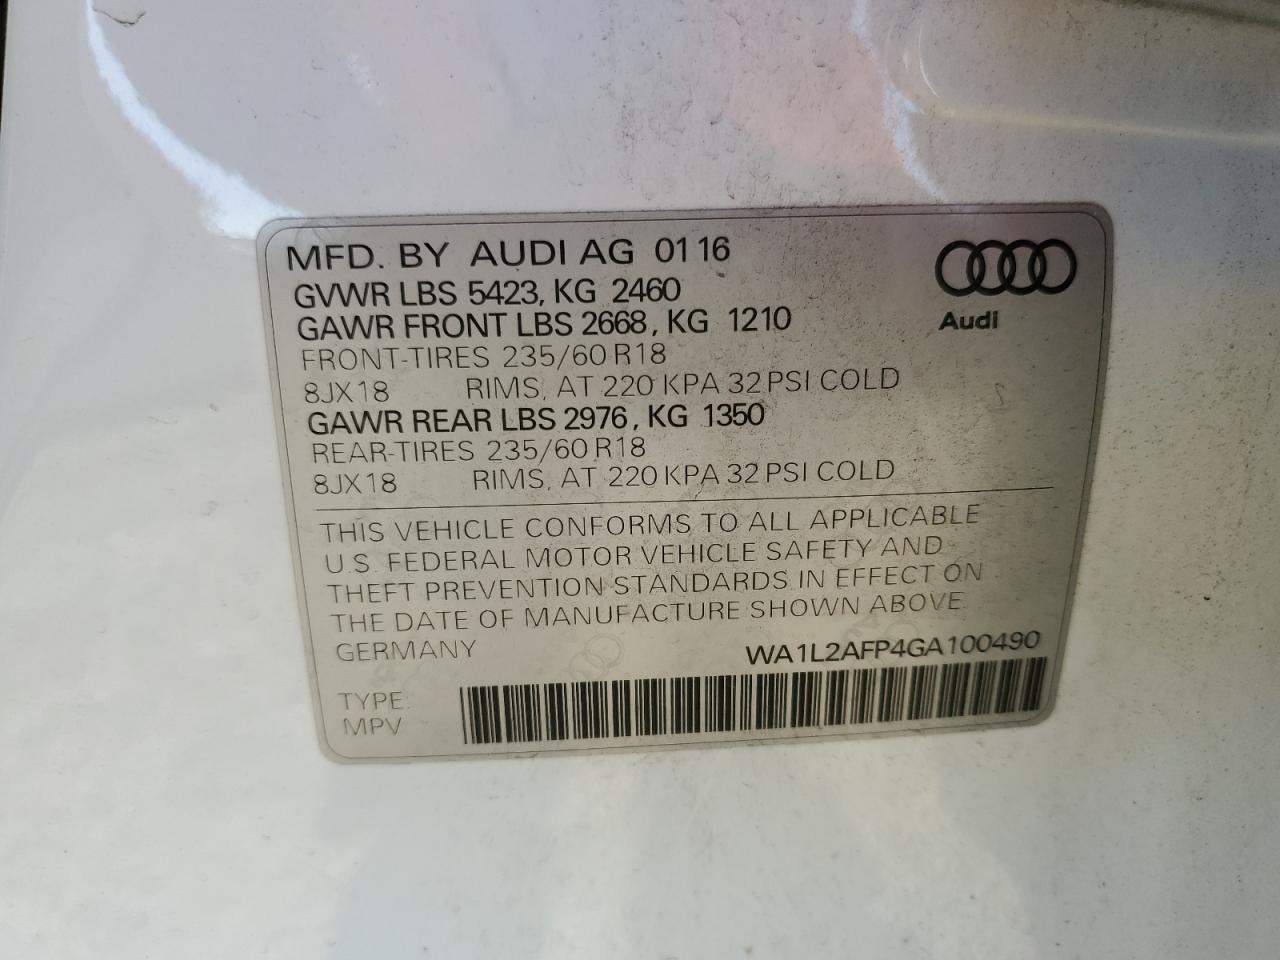 MFD. BY AUDI AG 01 16
GVWR LBS 5423, KG 2460
GAWR FRONT LBS 2668, KG 1210
FRONT-TIRES 235/60 R18
8JX18 RIMS, AT 220 KPA 32 PSI COLD
GAWR REAR LBS 2976, KG 1350
REAR-TIRES 235/60 R18
8JX18 RIMS, AT 220 KPA 32 PSI COLD
Audi
THIS VEHICLE CONFORMS TO ALL APPLICABLE
U.S. FEDERAL MOTOR VEHICLE SAFETY AND
THEFT PREVENTION STANDARDS IN EFFECT ON
THE DATE OF MANUFACTURE SHOWN ABOVE.
GERMANY
WA1L2AFP4GA100490
TYPE:
MPV